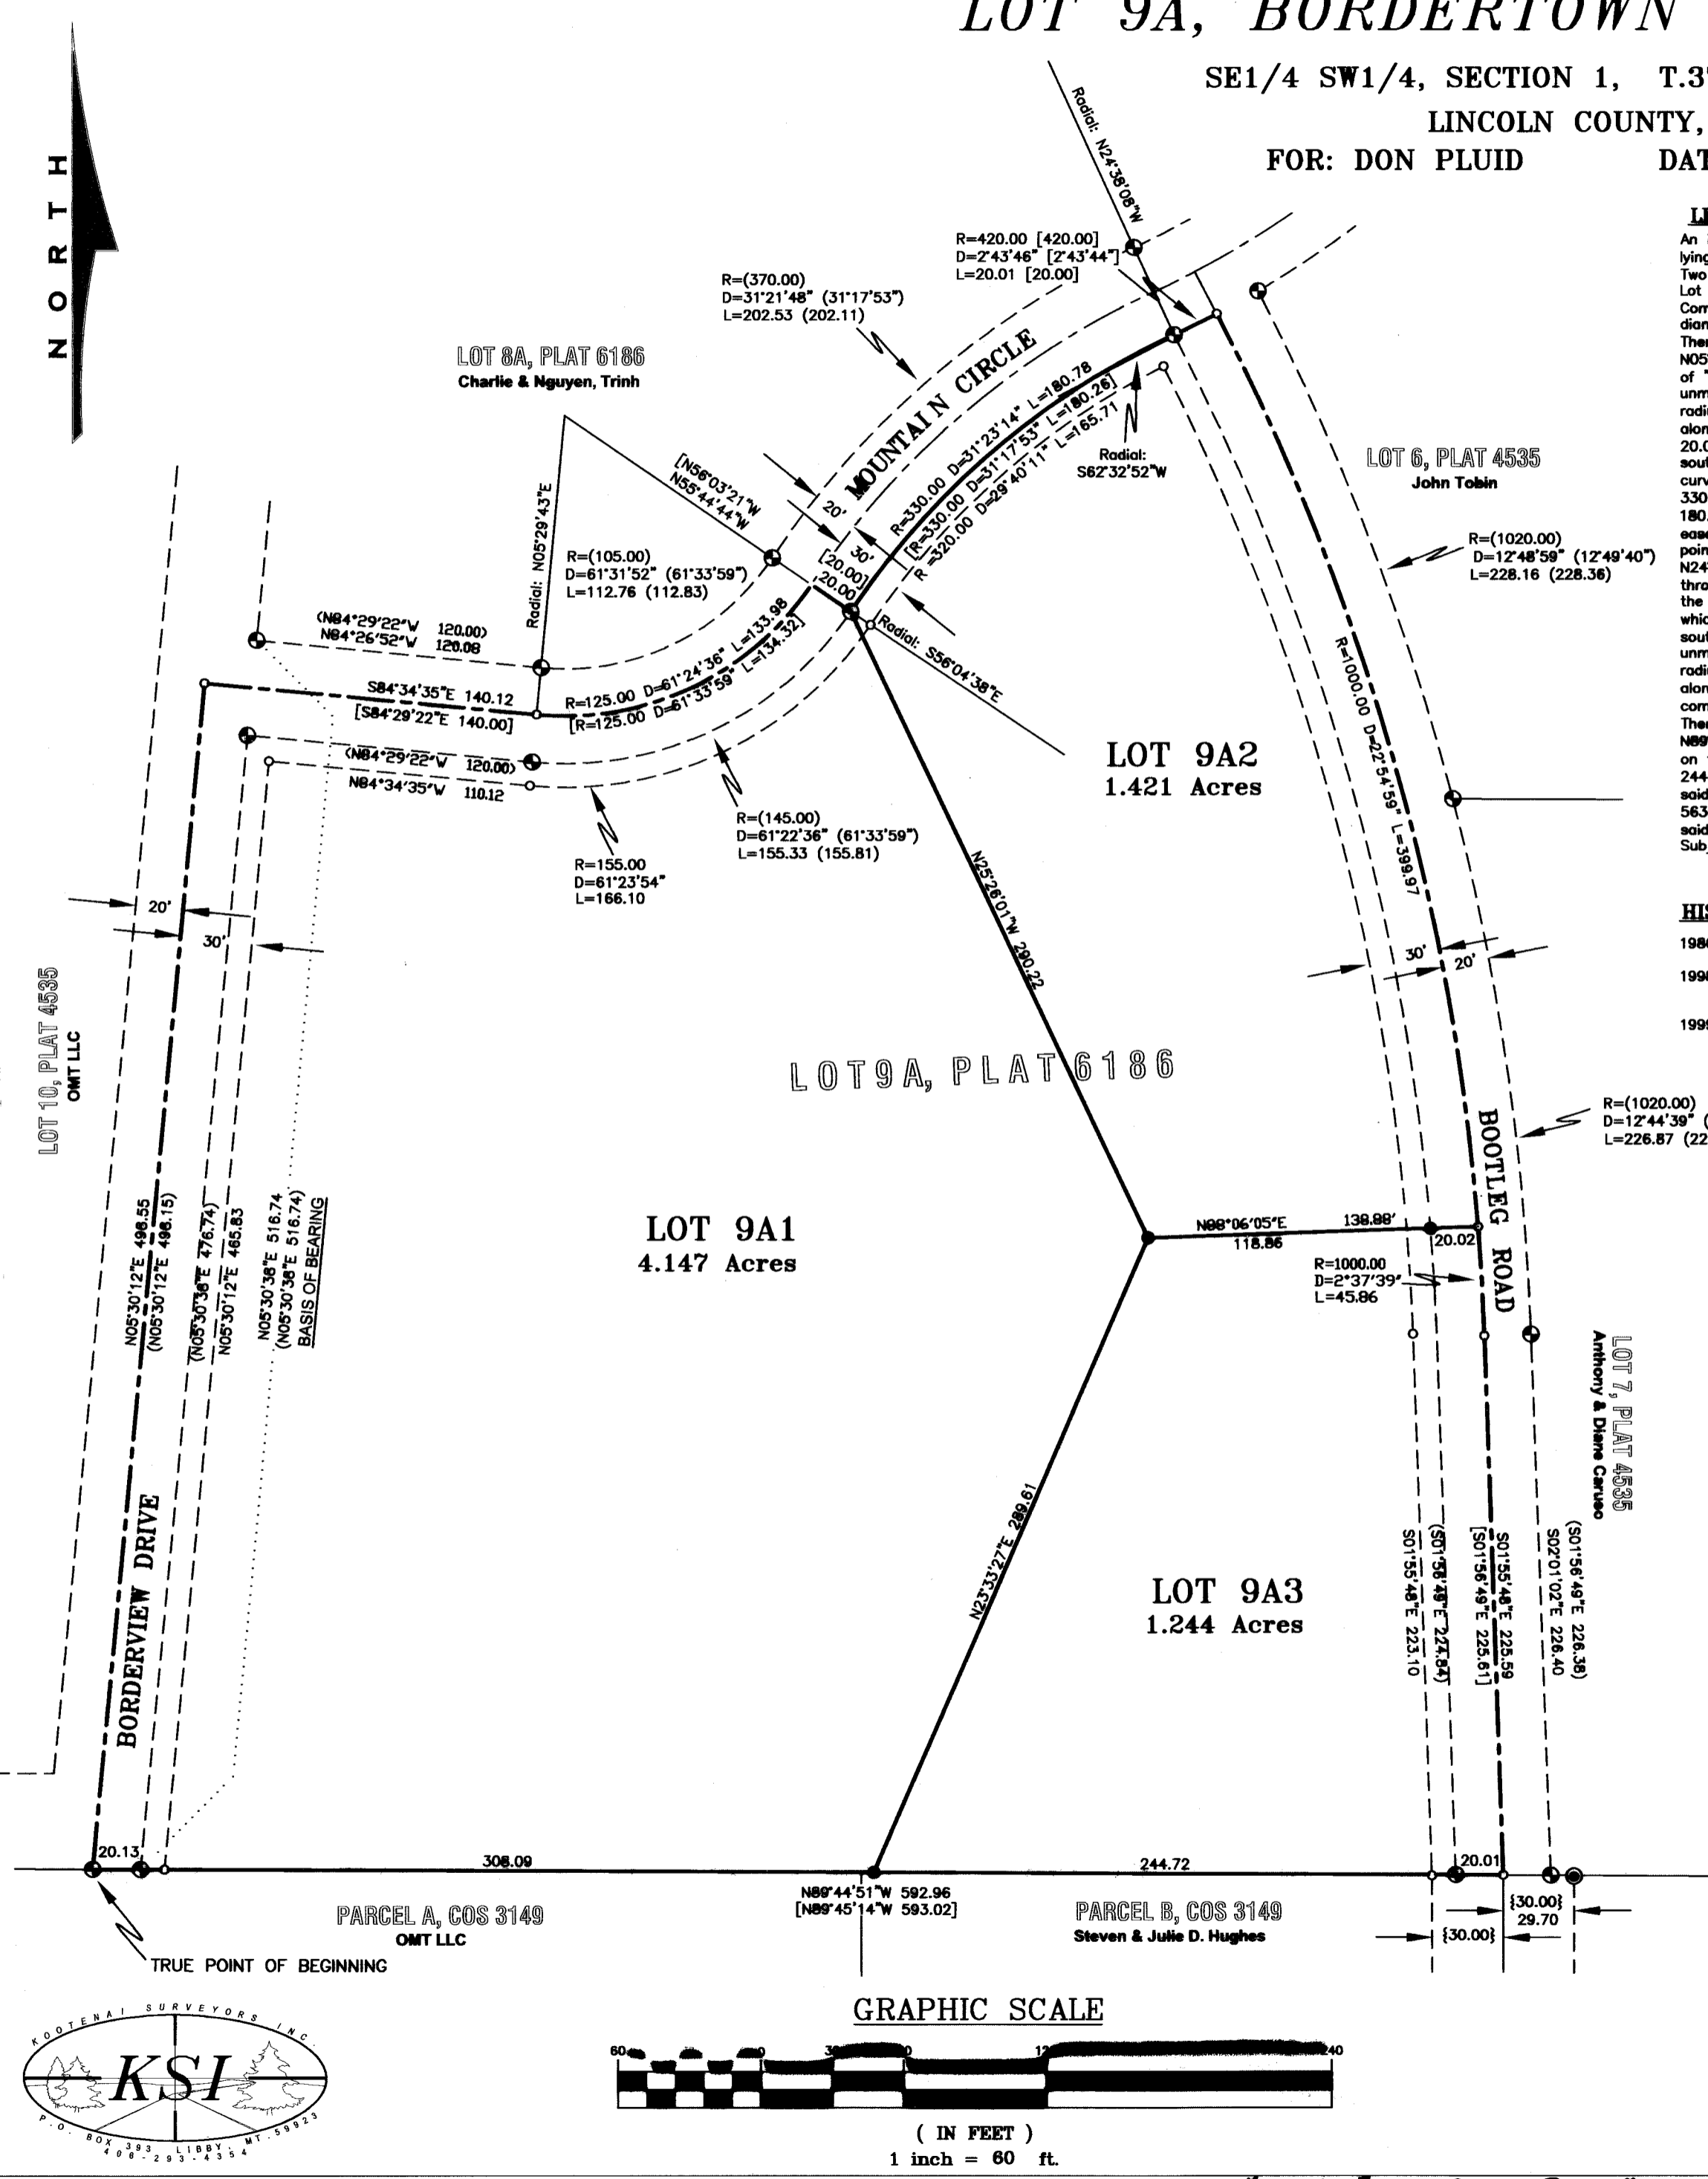 LOT 9A, BORDERTOWN
SE1/4 SW1/4, SECTION 1,
LINCOLN COUNTY,
FOR: DON PLUID
NORTH
Radial: N24°38'08"W
R=420.00 [420.00]
D=2°43'46" [2°43'44"]
L=20.01 [20.00]
R=(370.00)
D=31°21'48" (31°17'53")
L=202.53 (202.11)
LOT 8A, PLAT 6186
Charlie & Nguyen, Trinh
MOUNTAIN CIRCLE
R=330.00 D=31°23'14" L=180.78
[R=330.00 D=31°17'53" L=180.26]
R=320.00 D=29°40'11" L=165.71
Radial:
S62°32'52"W
LOT 6, PLAT 4535
John Tobin
[N56°03'21"W
N55°44'44"W
20'
30'
[20.00]
20.00
Radial: N05°29'43"E
R=(105.00)
D=61°31'52" (61°33'59")
L=112.76 (112.83)
R=(1020.00)
D=12°48'59" (12°49'40")
L=228.16 (228.36)
(N84°29'22"W 120.00)
N84°26'52"W 120.08
Radial: S56°04'38"E
S84°34'35"E 140.12
[S84°29'22"E 140.00]
R=125.00 D=61°24'36" L=133.98
[R=125.00 D=61°33'59" L=134.32]
R=1000.00 D=22°54'59" L=399.97
(N84°29'22"W 120.00)
N84°34'35"W 110.12
LOT 9A2
1.421 Acres
R=(145.00)
D=61°22'36" (61°33'59")
L=155.33 (155.81)
R=155.00
D=61°23'54"
L=166.10
N25°26'01"W 290.22
20'
30'
30'
20'
LOT 10, PLAT 4535
OMT LLC
LOT 9A, PLAT 6186
BOOTLEG ROAD
R=(1020.00)
D=12°44'39"
L=226.87
N05°30'12"E 498.55
(N05°30'12"E 498.15)
(N05°30'38"E 476.74)
N05°30'12"E 465.83
N05°30'38"E 516.74
(N05°30'38"E 516.74)
BASIS OF BEARING
LOT 9A1
4.147 Acres
N88°06'05"E 138.88'
118.86
20.02
R=1000.00
D=2°37'39"
L=45.86
LOT 7, PLAT 4535
Anthony & Diane Caruso
BORDERVIEW DRIVE
N23°33'27"E 289.61
LOT 9A3
1.244 Acres
S01°55'48"E 223.10
(S01°56'49"E 224.84)
[S01°56'49"E 225.61]
S01°55'48"E 225.59
S02°01'02"E 226.40
(S01°56'49"E 226.38)
20.13
308.09
244.72
20.01
N89°44'51"W 592.96
[N89°45'14"W 593.02]
{30.00}
29.70
{30.00}
PARCEL A, COS 3149
OMT LLC
PARCEL B, COS 3149
Steven & Julie D. Hughes
TRUE POINT OF BEGINNING
GRAPHIC SCALE
( IN FEET )
1 inch = 60 ft.
KOOTENAI SURVEYORS INC.
KSI
P.O. BOX 393, LIBBY, MT. 59923
406-293-4354